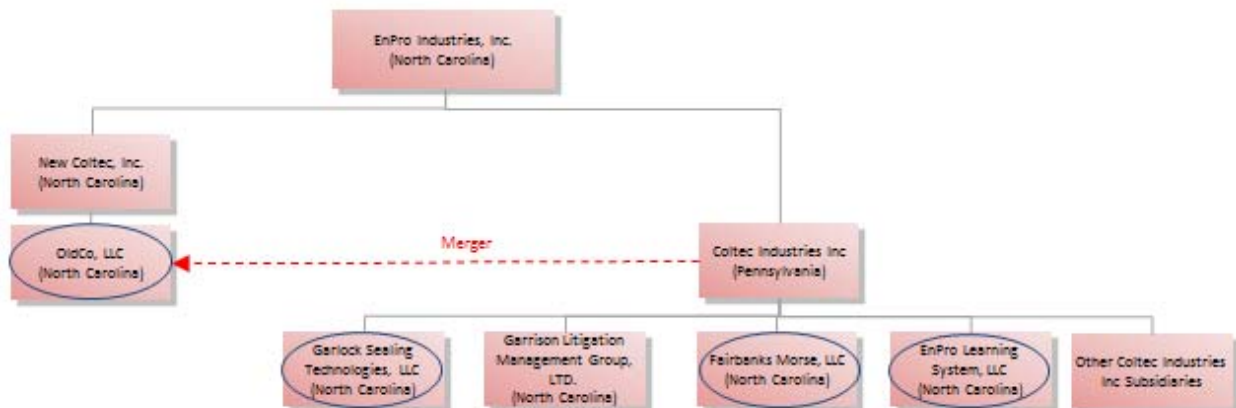 EnPro Industries, Inc.
(North Carolina)
New Coltec, Inc.
(North Carolina)
OldCo, LLC
(North Carolina)
Merger
Coltec Industries Inc
(Pennsylvania)
Garlock Sealing
Technologies, LLC
(North Carolina)
Garrison Litigation
Management Group,
LTD.
(North Carolina)
Fairbanks Morse, LLC
(North Carolina)
EnPro Learning
System, LLC
(North Carolina)
Other Coltec Industries
Inc Subsidiaries